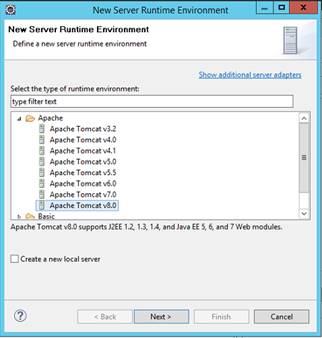 New Server Runtime Environment
New Server Runtime Environment
Define a new server runtime environment
Show additional server adapters
Select the type of runtime environment:
type filter text
Apache
Apache Tomcat v3.2
Apache Tomcat v4.0
Apache Tomcat v4.1
Apache Tomcat v5.0
Apache Tomcat v5.5
Apache Tomcat v6.0
Apache Tomcat v7.0
Apache Tomcat v8.0
Basic
Apache Tomcat v8.0 supports J2EE 1.2, 1.3, 1.4, and Java EE 5, 6, and 7 Web modules.
Create a new local server
< Back Next > Finish Cancel